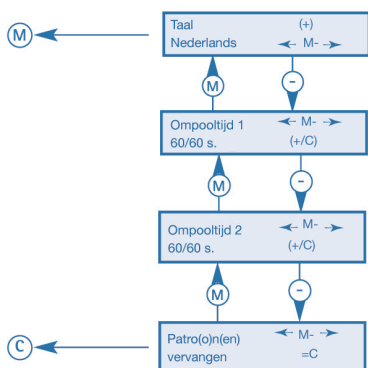 Taal (+)
Nederlands ← M- →
M
M -
Ompooltijd 1 ← M- →
60/60 s. (+/C)
M -
Ompooltijd 2 ← M- →
60/60 s. (+/C)
M -
Patro(o)n(en) ← M- →
vervangen =C
C